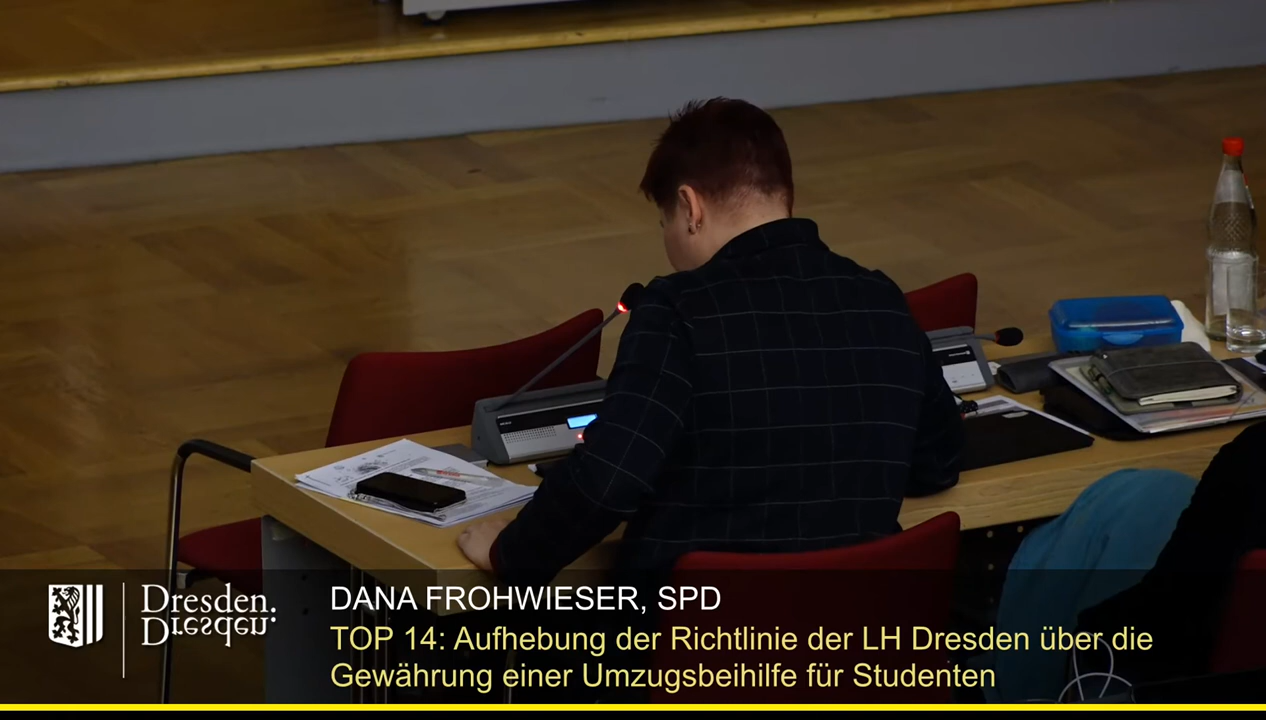 Dresden.
Dresden.
DANA FROHWIESER, SPD
TOP 14: Aufhebung der Richtlinie der LH Dresden über die
Gewährung einer Umzugsbeihilfe für Studenten